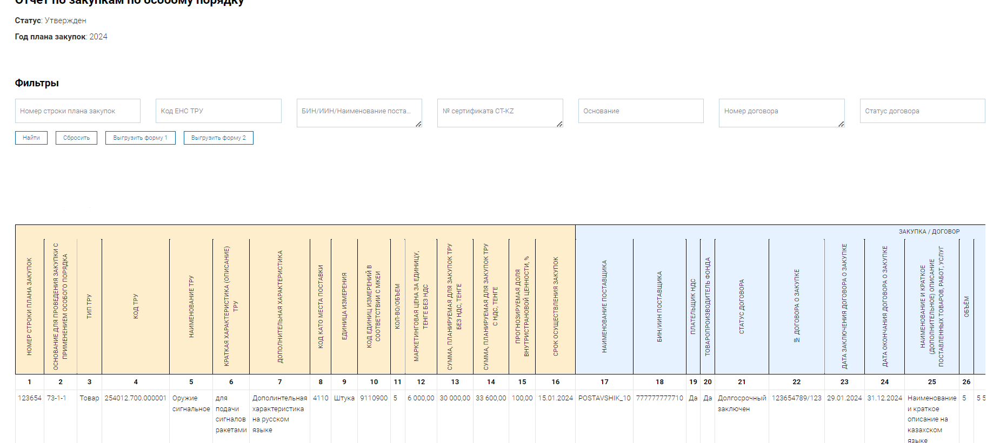 Отчет по закупкам по особому порядку
Статус: Утвержден
Год плана закупок: 2024
Фильтры
Номер строки плана закупок
Код ЕНС ТРУ
БИН/ИИН/Наименование поста...
№ сертификата CT-KZ
Основание
Номер договора
Статус договора
Найти
Сбросить
Выгрузить форму 1
Выгрузить форму 2
ЗАКУПКА / ДОГОВОР
НОМЕР СТРОКИ ПЛАНА ЗАКУПОК
ОСНОВАНИЕ ДЛЯ ПРОВЕДЕНИЯ ЗАКУПКИ С
ПРИМЕНЕНИЕМ ОСОБОГО ПОРЯДКА
ТИП ТРУ
КОД ТРУ
НАИМЕНОВАНИЕ ТРУ
КРАТКАЯ ХАРАКТЕРИСТИКА (ОПИСАНИЕ)
ТРУ
ДОПОЛНИТЕЛЬНАЯ ХАРАКТЕРИСТИКА
КОД КАТО МЕСТА ПОСТАВКИ
ЕДИНИЦА ИЗМЕРЕНИЯ
КОД ЕДИНИЦ ИЗМЕРЕНИЙ В
СООТВЕТСТВИИ С МКЕИ
КОЛ-ВО/ОБЪЕМ
МАРКЕТИНГОВАЯ ЦЕНА ЗА ЕДИНИЦУ,
ТЕНГЕ БЕЗ НДС
СУММА, ПЛАНИРУЕМАЯ ДЛЯ ЗАКУПОК ТРУ
БЕЗ НДС, ТЕНГЕ
СУММА, ПЛАНИРУЕМАЯ ДЛЯ ЗАКУПОК ТРУ
С НДС, ТЕНГЕ
ПРОГНОЗИРУЕМАЯ ДОЛЯ
ВНУТРИСТРАНОВОЙ ЦЕННОСТИ, %
СРОК ОСУЩЕСТВЛЕНИЯ ЗАКУПОК
НАИМЕНОВАНИЕ ПОСТАВЩИКА
БИН/ИИН ПОСТАВЩИКА
ПЛАТЕЛЬЩИК НДС
ТОВАРОПРОИЗВОДИТЕЛЬ ФОНДА
СТАТУС ДОГОВОРА
№ ДОГОВОРА О ЗАКУПКЕ
ДАТА ЗАКЛЮЧЕНИЯ ДОГОВОРА О ЗАКУПКЕ
ДАТА ОКОНЧАНИЯ ДОГОВОРА О ЗАКУПКЕ
НАИМЕНОВАНИЕ И КРАТКОЕ
(ДОПОЛНИТЕЛЬНОЕ) ОПИСАНИЕ
ПОСТАВЛЕННЫХ ТОВАРОВ, РАБОТ, УСЛУГ
ОБЪЁМ
1 2 3 4 5 6 7 8 9 10 11 12 13 14 15 16 17 18 19 20 21 22 23 24 25 26
123654 73-1-1 Товар 254012.700.000001 Оружие для Дополинтельная 4110 Штука 9110900 5 6 000,00 30 000,00 33 600,00 100,00 15.01.2024 POSTAVSHIK_10 777777777710 Да Да Долгосрочный 123654789/123 29.01.2024 31.12.2024 Наименование 5 5 5
сигнальное подачи характеристика заключен и краткое
сигналов на русском описание на
ракетами языке казахском
языке